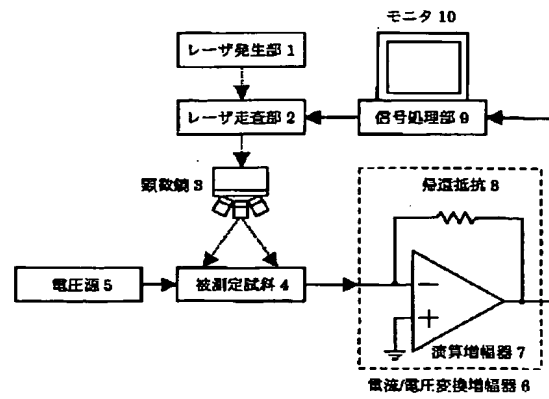 モニタ 10
レーザ発生部 1
レーザ走査部 2
信号処理部 9
顕微鏡 3
帰還抵抗 8
電圧源 5
被測定試料 4
演算増幅器 7
電流/電圧変換増幅器 6